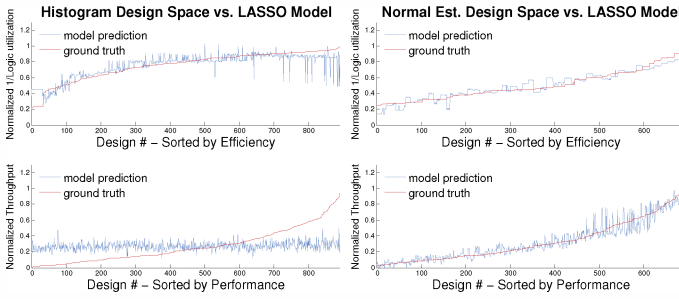 Histogram Design Space vs. LASSO Model
Normalized 1/Logic utilization
1.2
1
0.8
0.6
0.4
0.2
0
model prediction
ground truth
0 100 200 300 400 500 600 700 800
Design # – Sorted by Efficiency
Normal Est. Design Space vs. LASSO Mode
Normalized 1/Logic utilization
1.2
1
0.8
0.6
0.4
0.2
0
model prediction
ground truth
0 100 200 300 400 500 600
Design # – Sorted by Efficiency
Normalized Throughput
1.2
1
0.8
0.6
0.4
0.2
0
model prediction
ground truth
0 100 200 300 400 500 600 700 800
Design # – Sorted by Performance
Normalized Throughput
1.2
1
0.8
0.6
0.4
0.2
0
model prediction
ground truth
0 100 200 300 400 500 600
Design # – Sorted by Performance